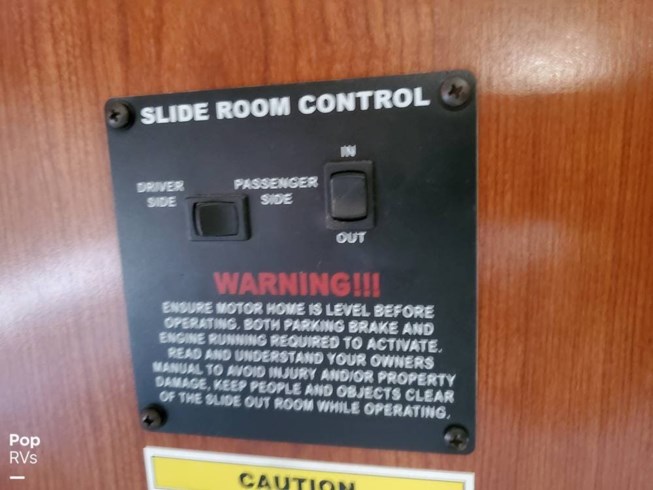 SLIDE ROOM CONTROL
IN
DRIVER
SIDE
PASSENGER
SIDE
OUT
WARNING!!!
ENSURE MOTOR HOME IS LEVEL BEFORE
OPERATING. BOTH PARKING BRAKE AND
ENGINE RUNNING REQUIRED TO ACTIVATE.
READ AND UNDERSTAND YOUR OWNERS
MANUAL TO AVOID INJURY AND/OR PROPERTY
DAMAGE, KEEP PEOPLE AND OBJECTS CLEAR
OF THE SLIDE OUT ROOM WHILE OPERATING.
CAUTION
Pop
RVs